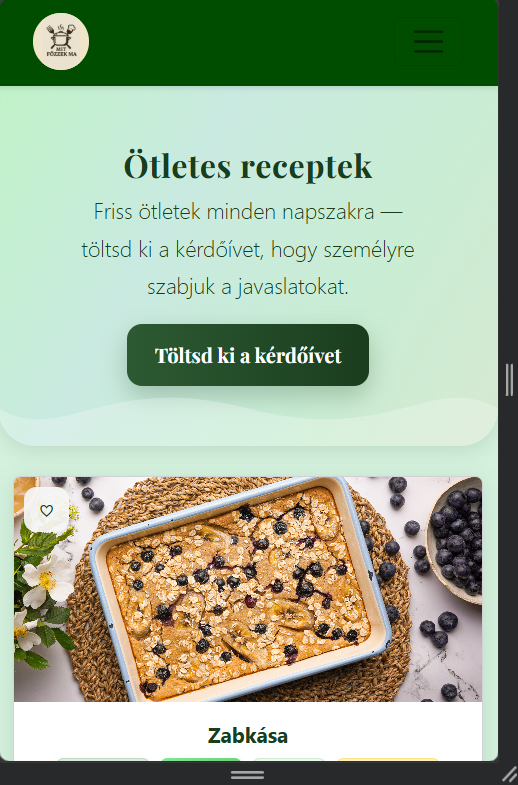 MIT
FŐZZEK MA
Ötletes receptek
Friss ötletek minden napszakra —
töltsd ki a kérdőívet, hogy személyre
szabjuk a javaslatokat.
Töltsd ki a kérdőívet
Zabkása